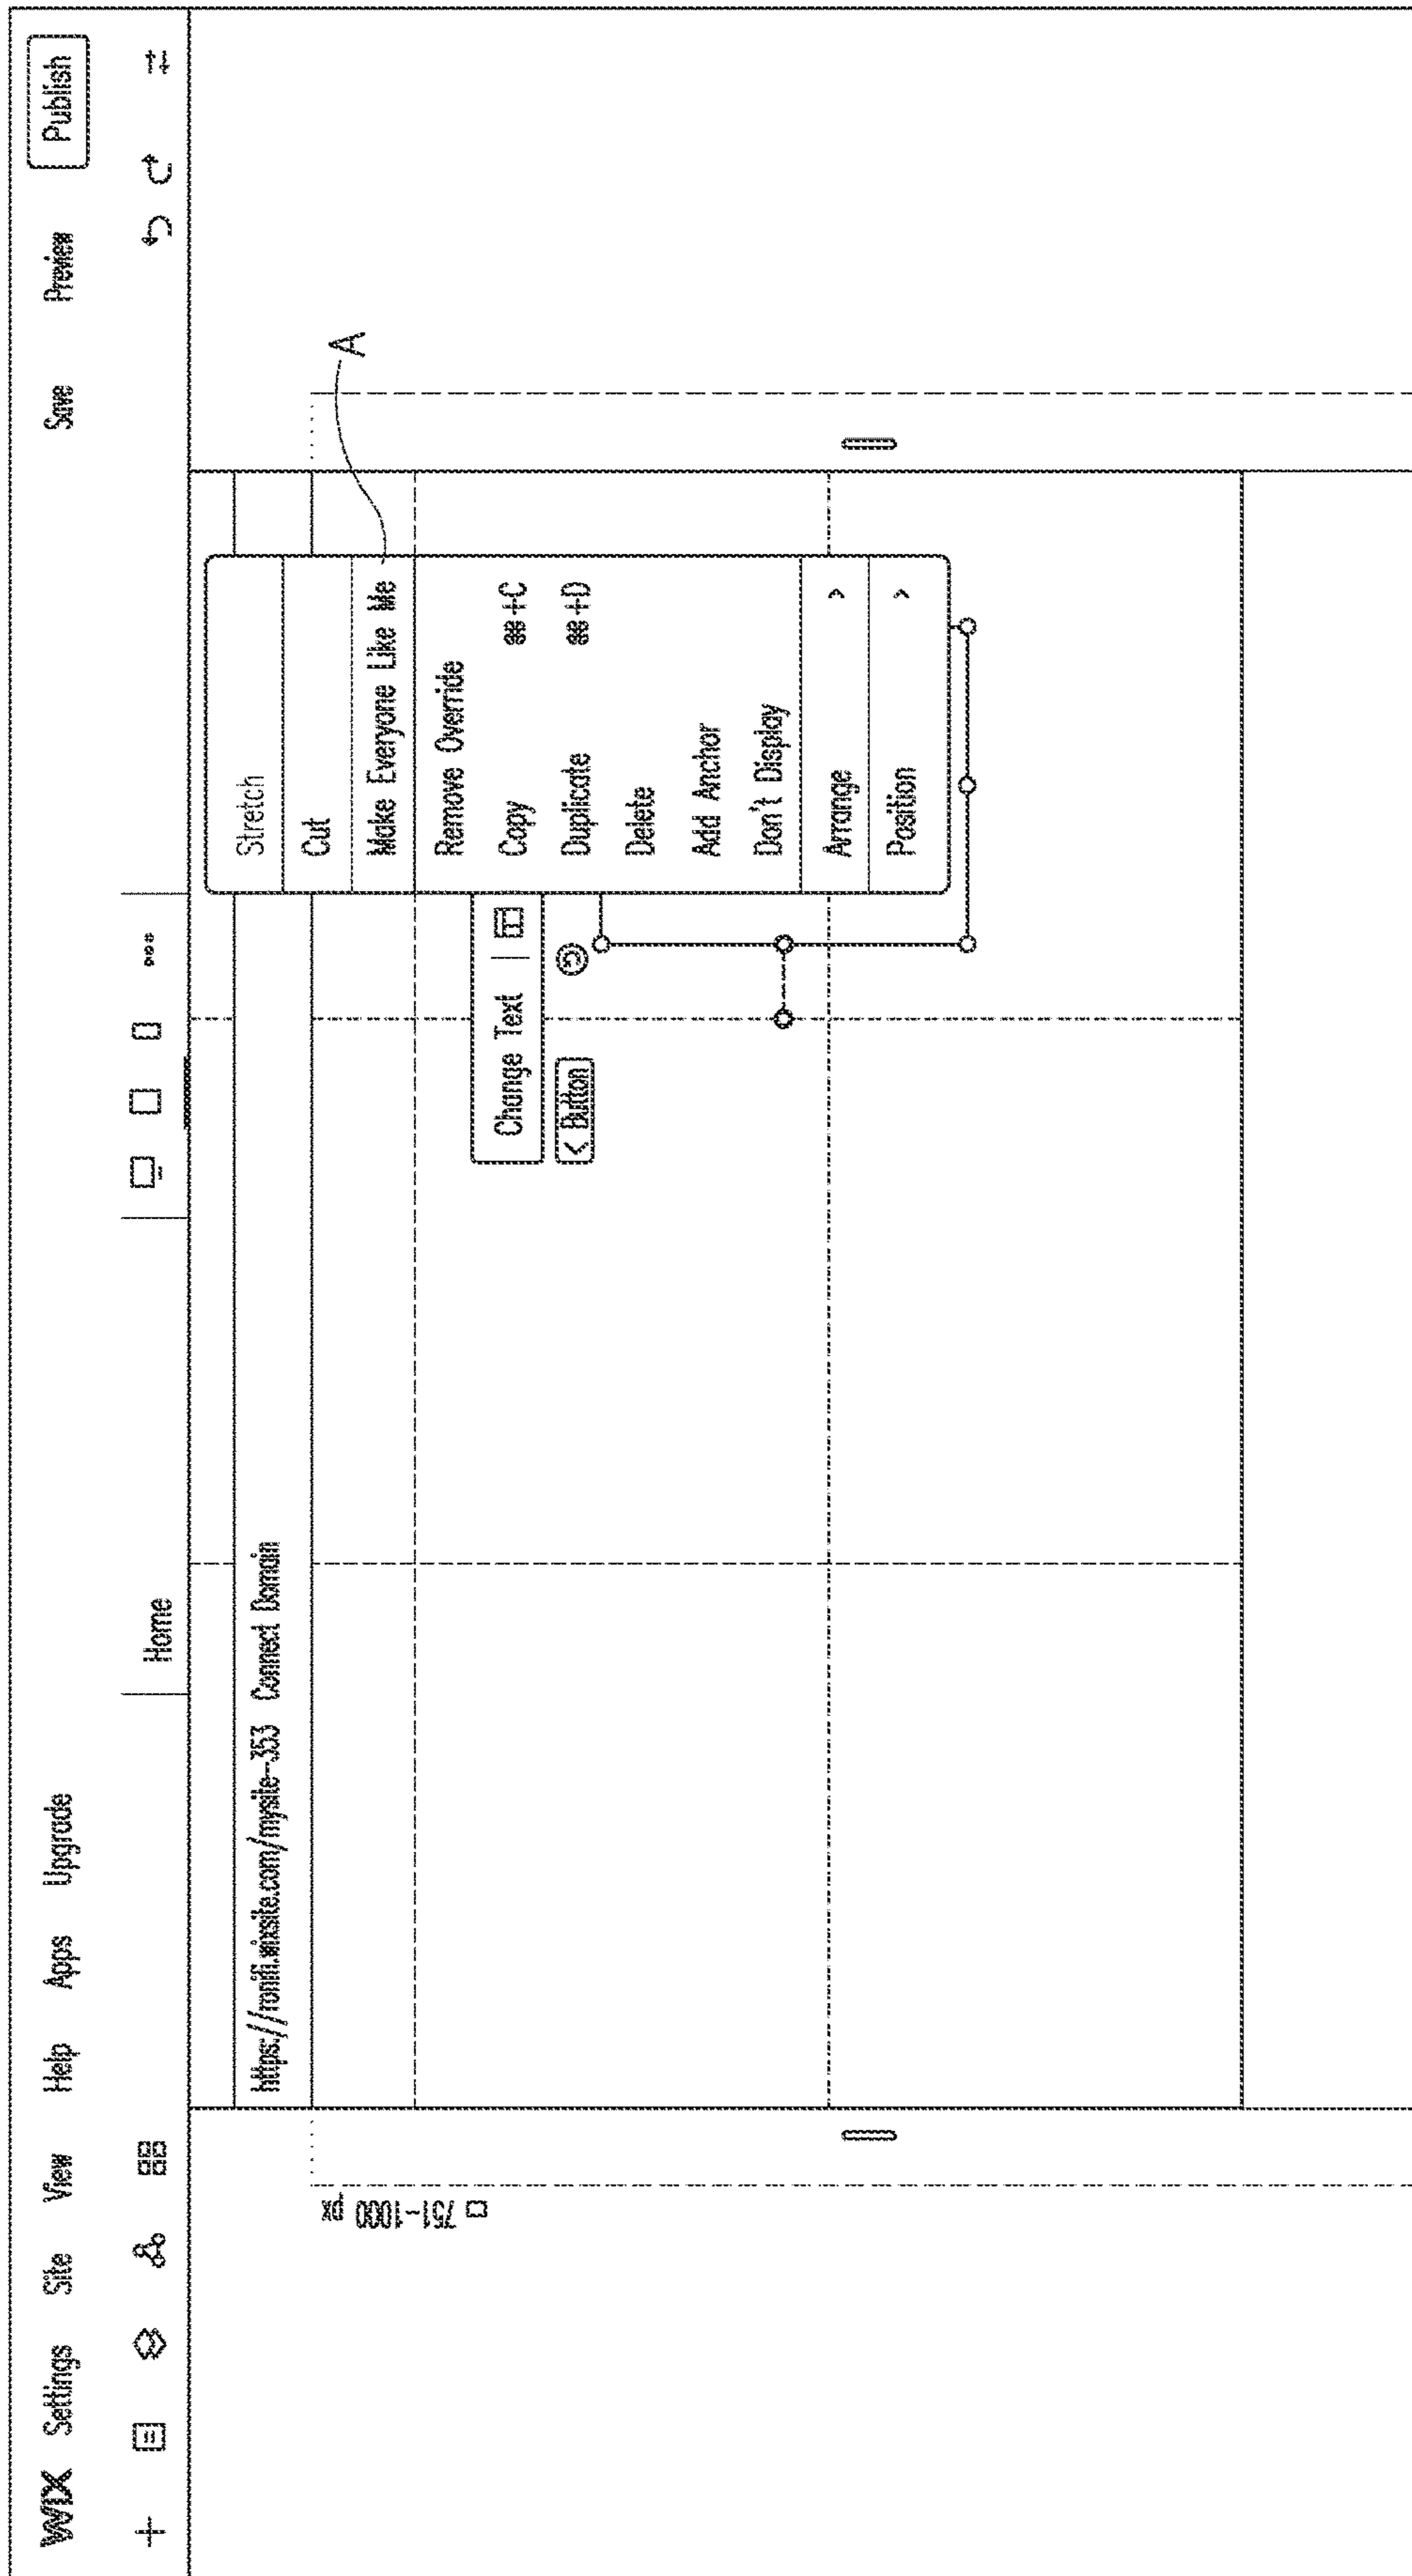 WIX Settings Site View Help Apps Upgrade Save Preview Publish
Home
https://ronifi.wixsite.com/mysite-353 Connect Domain
751-1000 px
Stretch
Cut
Make Everyone Like Me
A
Remove Override
Copy +C
Duplicate +D
Delete
Add Anchor
Don't Display
Arrange >
Position >
Change Text
G
< Button